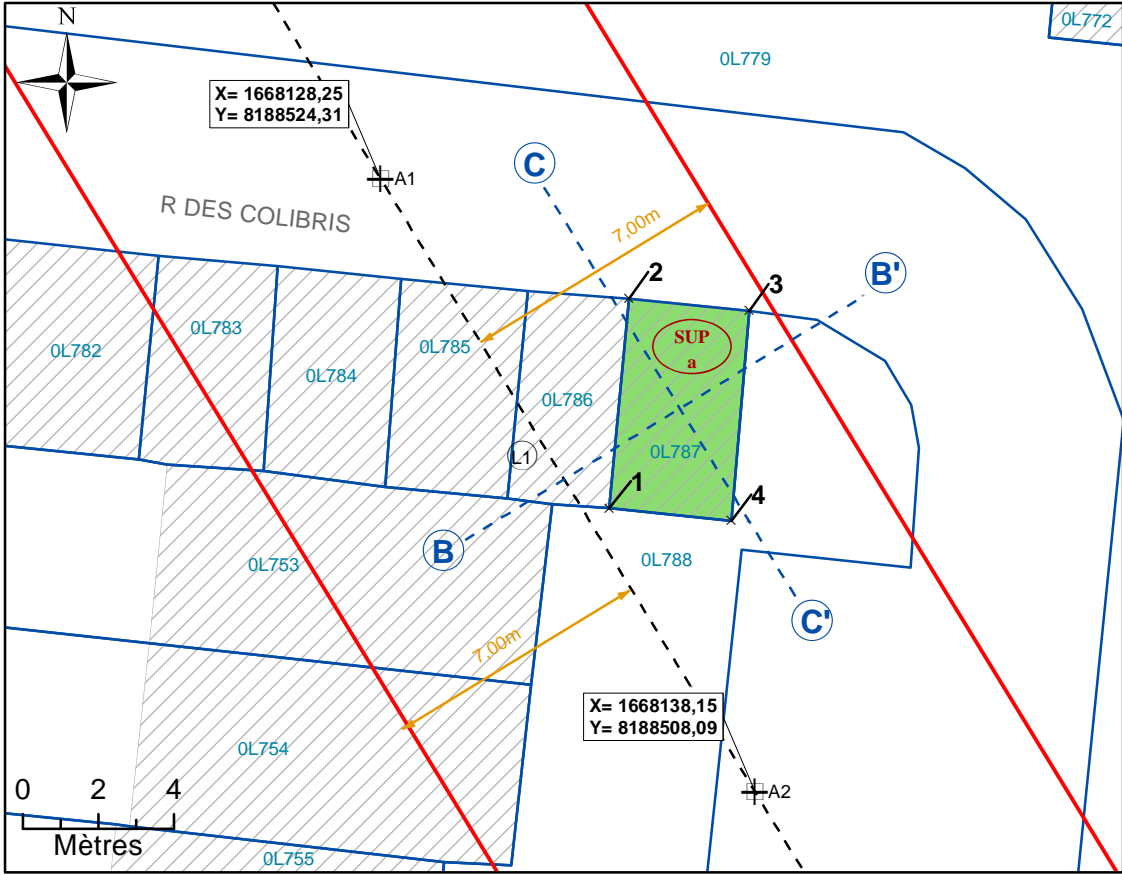 N
0L772
0L779
X= 1668128,25
Y= 8188524,31
C
A1
R DES COLIBRIS
7,00m
2
3
B'
0L782
0L783
0L784
0L785
0L786
SUP
a
0L787
L1
1
4
B
0L753
0L788
C'
7,00m
X= 1668138,15
Y= 8188508,09
0L754
A2
0 2 4
Mètres
0L755